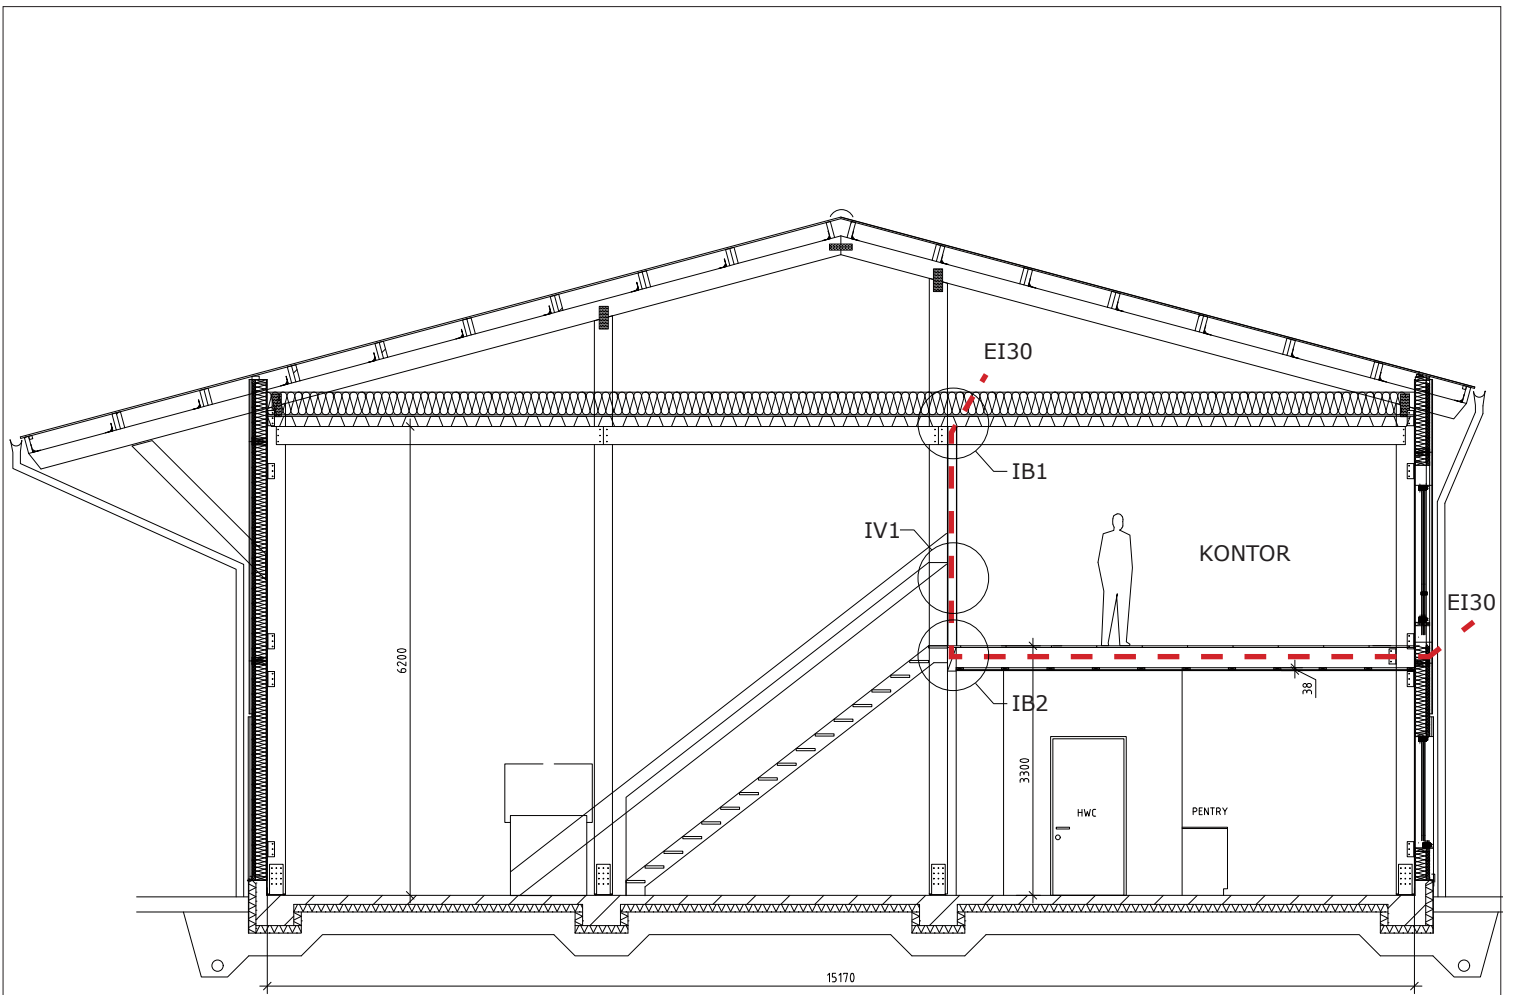 EI30
IB1
IV1
KONTOR
EI30
6200
38
IB2
3300
HWC
PENTRY
15170